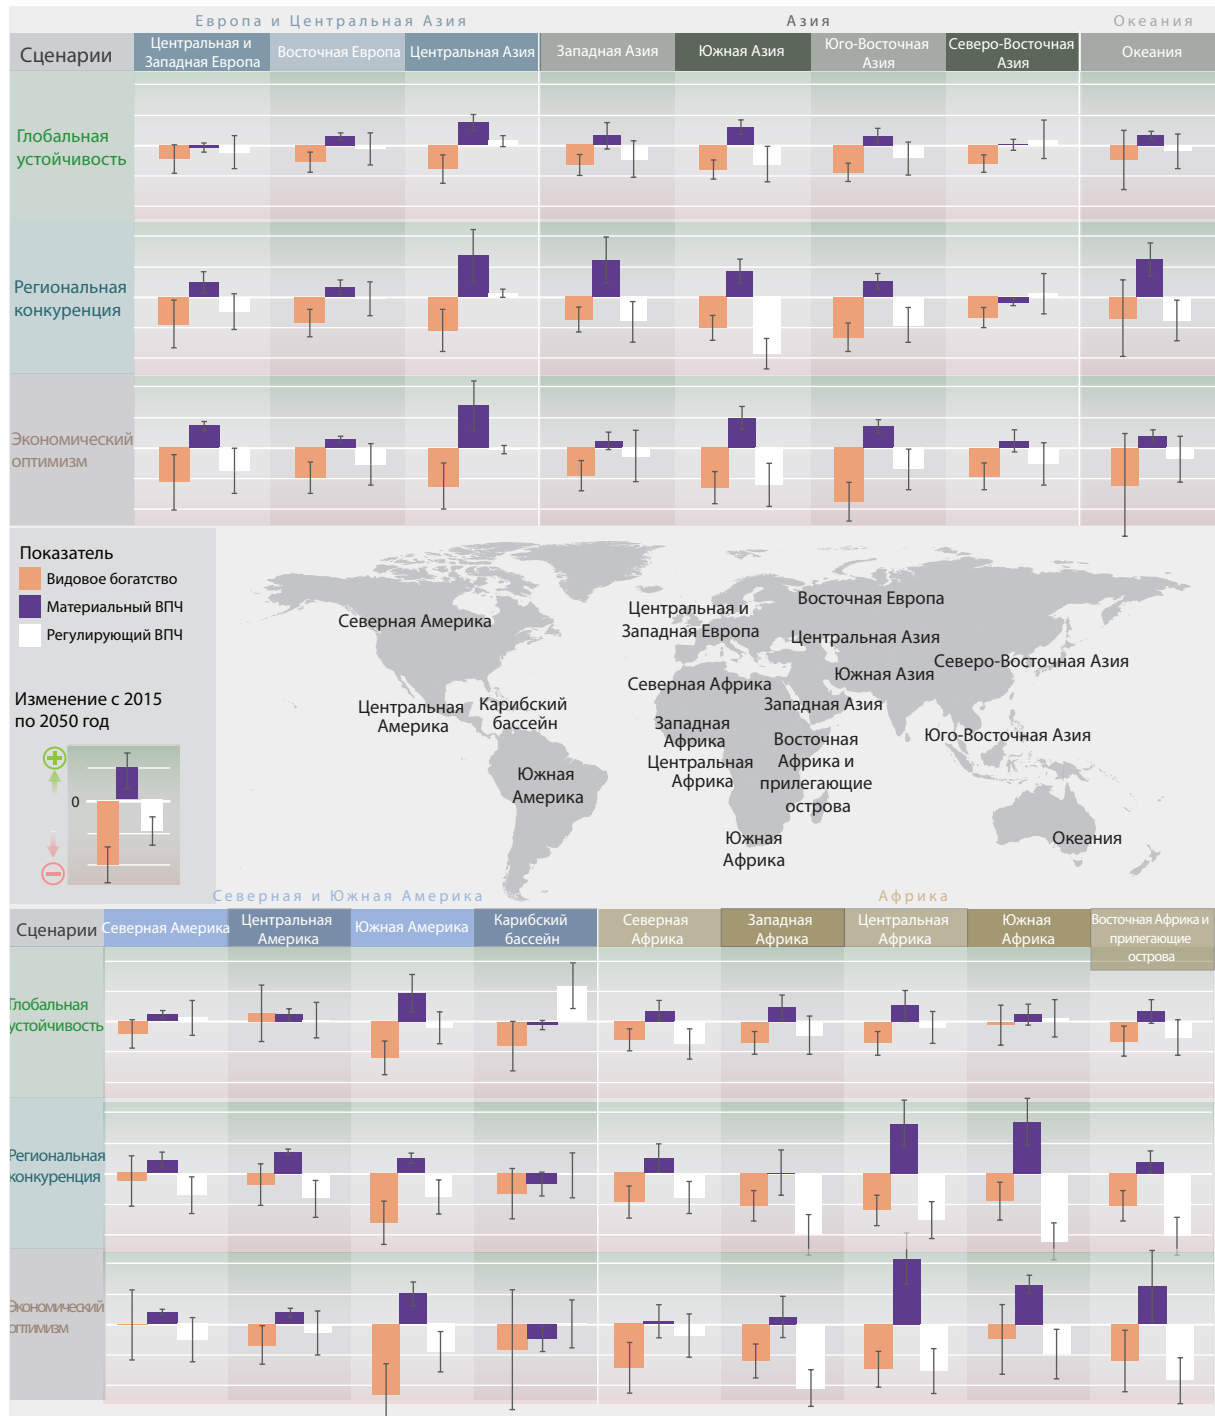 Европа и Центральная Азия
Азия
Океания
Сценарии
Центральная и
Западная Европа
Восточная Европа
Центральная Азия
Западная Азия
Южная Азия
Юго-Восточная
Азия
Северо-Восточная
Азия
Океания
Глобальная
устойчивость
Региональная
конкуренция
Экономический
оптимизм
Показатель
Видовое богатство
Материальный ВПЧ
Регулирующий ВПЧ
Изменение с 2015
по 2050 год
0
Северная Америка
Центральная
Америка
Карибский
бассейн
Южная
Америка
Центральная и
Западная Европа
Восточная Европа
Центральная Азия
Северо-Восточная Азия
Южная Азия
Северная Африка
Западная Азия
Западная
Африка
Юго-Восточная Азия
Центральная
Африка
Восточная
Африка и
прилегающие
острова
Южная
Африка
Океания
Северная и Южная Америка
Африка
Сценарии
Северная Америка
Центральная
Америка
Южная Америка
Карибский
бассейн
Северная
Африка
Западная
Африка
Центральная
Африка
Южная
Африка
Восточная Африка и
прилегающие
острова
Глобальная
устойчивость
Региональная
конкуренция
Экономический
оптимизм